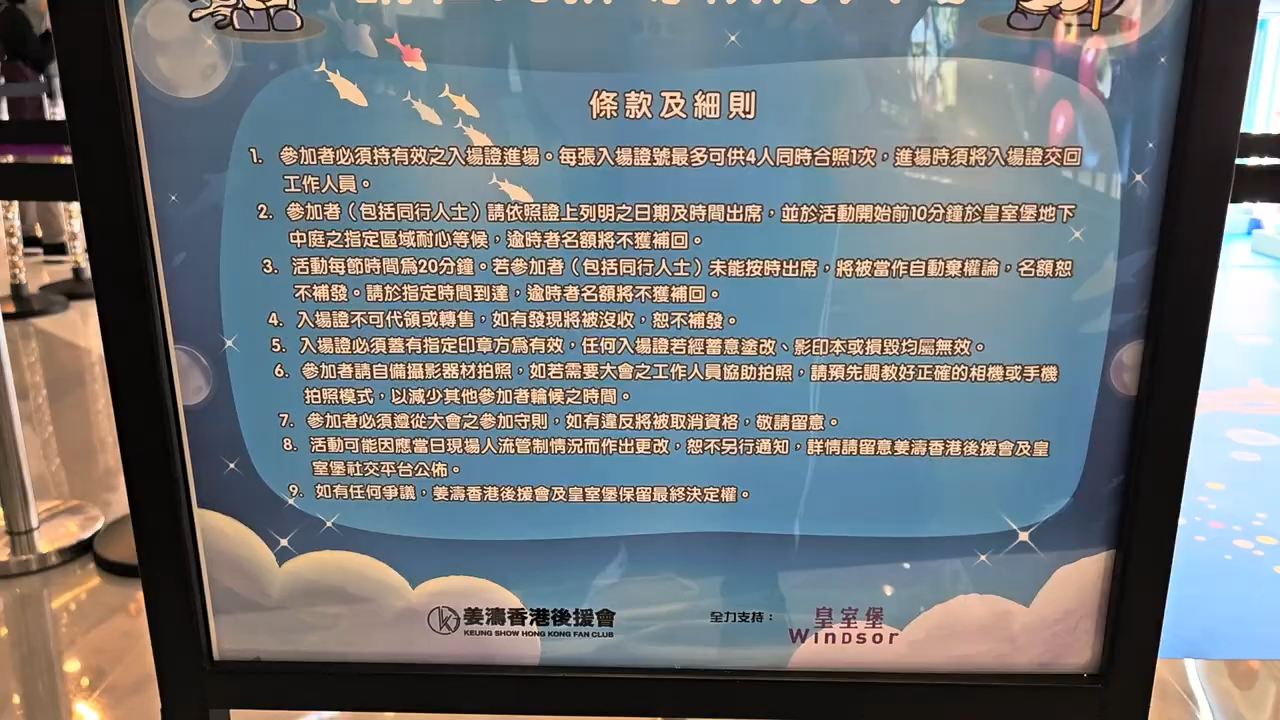 條款及細則
1. 參加者必須持有效之入場證進場。每張入場證號最多可供4人同時合照1次，進場時須將入場證交回
工作人員。
2. 參加者（包括同行人士）請依照證上列明之日期及時間出席，並於活動開始前10分鐘於皇室堡地下
中庭之指定區域耐心等候，逾時者名額將不獲補回。
3. 活動每節時間為20分鐘。若參加者（包括同行人士）未能按時出席，將被當作自動棄權論，名額恕
不補發。請於指定時間到達，逾時者名額將不獲補回。
4. 入場證不可代領或轉售，如有發現將被沒收，恕不補發。
5. 入場證必須蓋有指定印章方為有效，任何入場證若經蓄意塗改、影印本或損毀均屬無效。
6. 參加者請自備攝影器材拍照，如若需要大會之工作人員協助拍照，請預先調教好正確的相機或手機
拍照模式，以減少其他參加者輪候之時間。
7. 參加者必須遵從大會之參加守則，如有違反將被取消資格，敬請留意。
8. 活動可能因應當日現場人流管制情況而作出更改，恕不另行通知，詳情請留意姜濤香港後援會及皇
室堡社交平台公佈。
9. 如有任何爭議，姜濤香港後援會及皇室堡保留最終決定權。
姜濤香港後援會
KEUNG SHOW HONG KONG FAN CLUB
全力支持：
皇室堡
WINDSOR